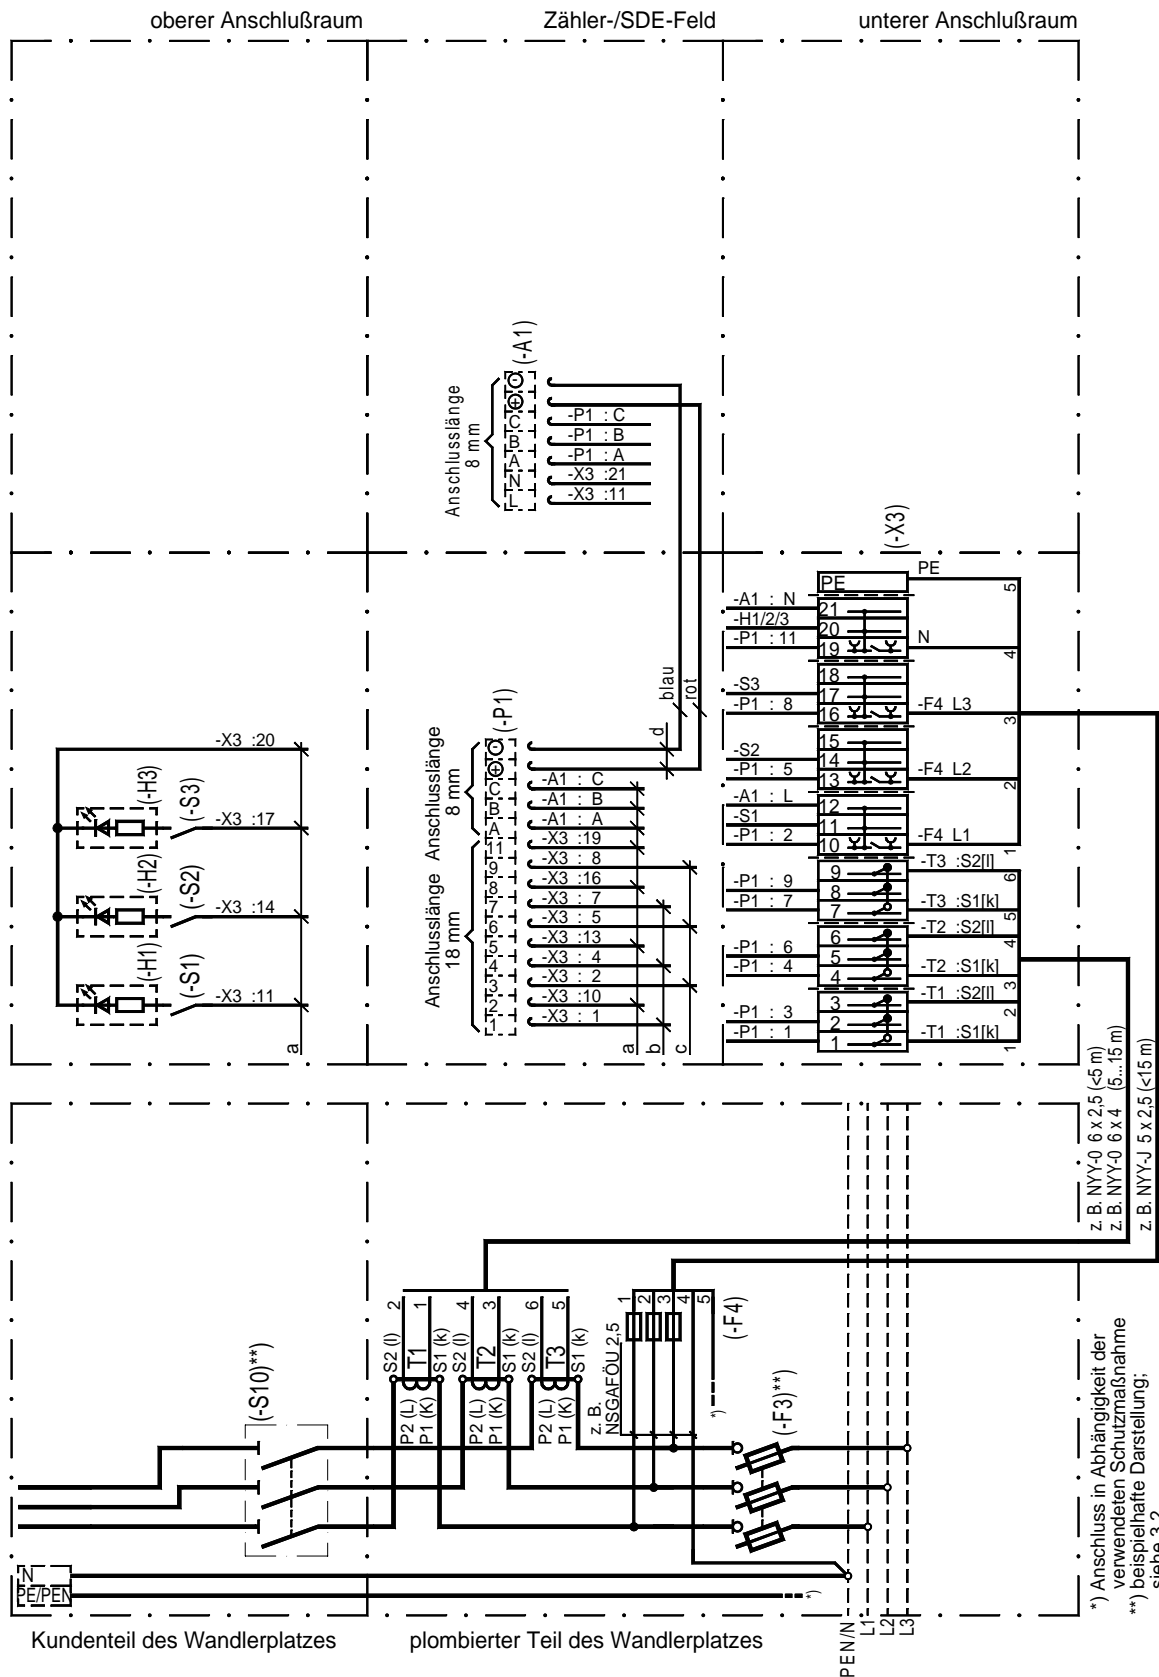 oberer Anschlußraum
Zähler-/SDE-Feld
unterer Anschlußraum
Anschlusslänge
8 mm
(-A1)
-
+
C
B
A
N
L
-P1 : C
-P1 : B
-P1 : A
-X3 :21
-X3 :11
blau
rot
d
-X3 :20
(-H3)
(-S3)
-X3 :17
(-H2)
(-S2)
-X3 :14
(-H1)
(-S1)
-X3 :11
a
Anschlusslänge
8 mm
Anschlusslänge
18 mm
(-P1)
-
+
C
B
A
11
9
8
7
6
5
4
3
2
1
-A1 : C
-A1 : B
-A1 : A
-X3 :19
-X3 : 8
-X3 :16
-X3 : 7
-X3 : 5
-X3 :13
-X3 : 4
-X3 : 2
-X3 :10
-X3 : 1
a
b
c
(-X3)
PE
PE
5
-A1 : N
21
-H1/2/3
20
-P1 : 11
19
N
4
18
-S3
17
-P1 : 8
16
-F4 L3
3
15
-S2
14
-P1 : 5
13
-F4 L2
2
-A1 : L
12
-S1
11
-P1 : 2
10
-F4 L1
1
9
-T3 :S2[l]
6
-P1 : 9
8
-P1 : 7
7
-T3 :S1[k]
5
6
-T2 :S2[l]
4
-P1 : 6
5
-P1 : 4
4
-T2 :S1[k]
3
3
-T1 :S2[l]
2
-P1 : 3
2
-P1 : 1
1
-T1 :S1[k]
1
z. B. NYY-0 6 x 2,5 (<5 m)
z. B. NYY-0 6 x 4 (5...15 m)
z. B. NYY-J 5 x 2,5 (<15 m)
(-S10)**)
2
1
4
3
6
5
S2 (l)
T1
S1 (k)
S2 (l)
T2
S1 (k)
S2 (l)
T3
S1 (k)
P2 (L)
P1 (K)
P2 (L)
P1 (K)
P2 (L)
P1 (K)
z. B.
NSGAFÖU 2,5
1
2
3
4
5
(-F4)
*)
(-F3)**)
N
PE/PEN
*)
PEN/N
L1
L2
L3
*) Anschluss in Abhängigkeit der
verwendeten Schutzmaßnahme
**) beispielhafte Darstellung;
siehe 3.2
Kundenteil des Wandlerplatzes
plombierter Teil des Wandlerplatzes